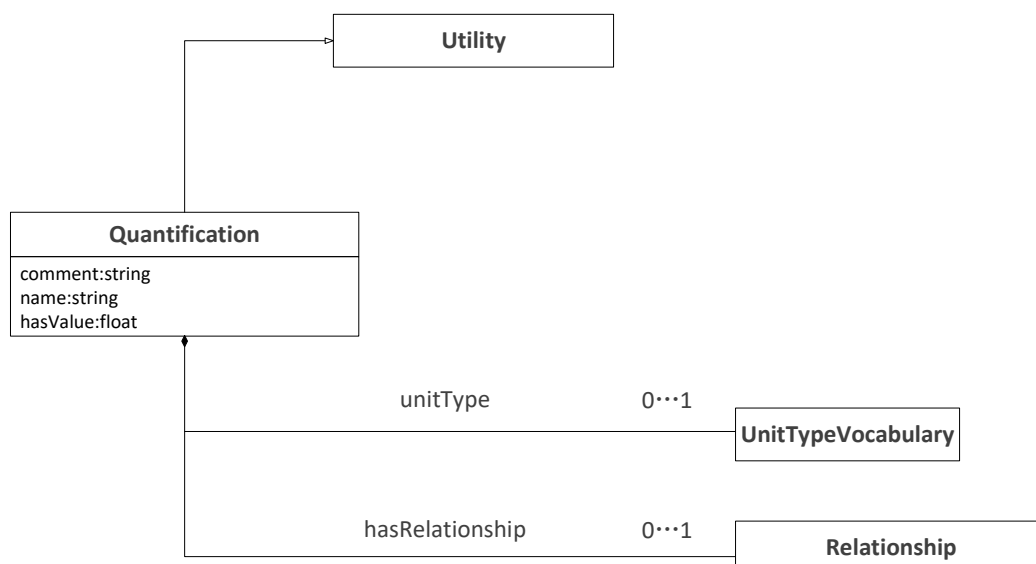 Utility
Quantification
comment:string
name:string
hasValue:float
unitType 0⋯1
UnitTypeVocabulary
hasRelationship 0⋯1
Relationship